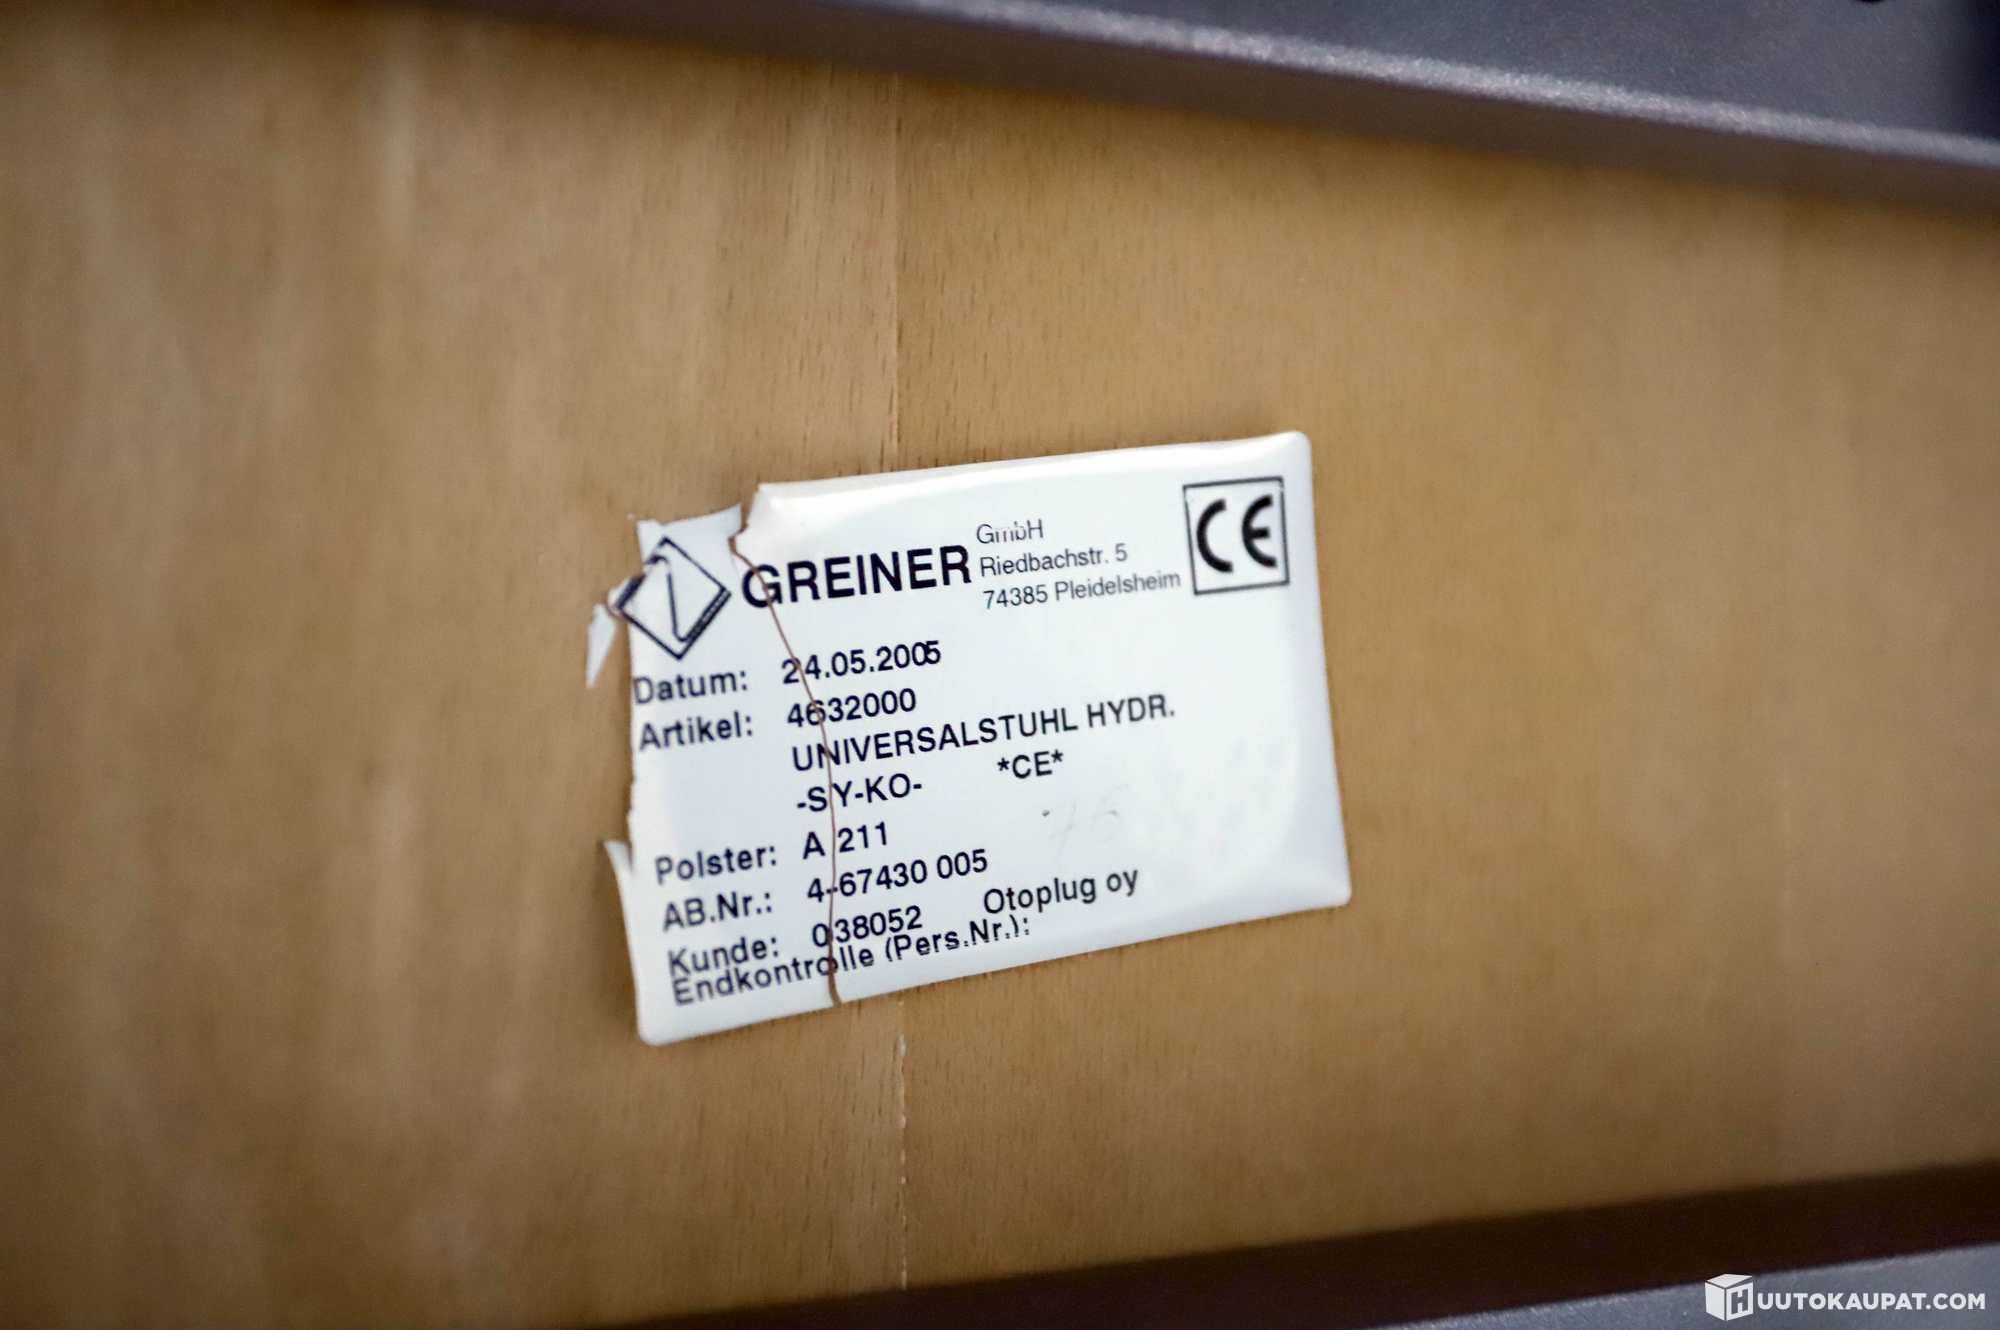 GREINER
GmbH
Riedbachstr. 5
74385 Pleidelsheim
CE
Datum: 24.05.2005
Artikel: 4632000
UNIVERSALSTUHL HYDR.
-SY-KO- *CE*
Polster: A 211
AB.Nr.: 4-67430 005
Kunde: 038052 Otoplug oy
Endkontrolle (Pers.Nr.):
HUUTOKAUPAT.COM